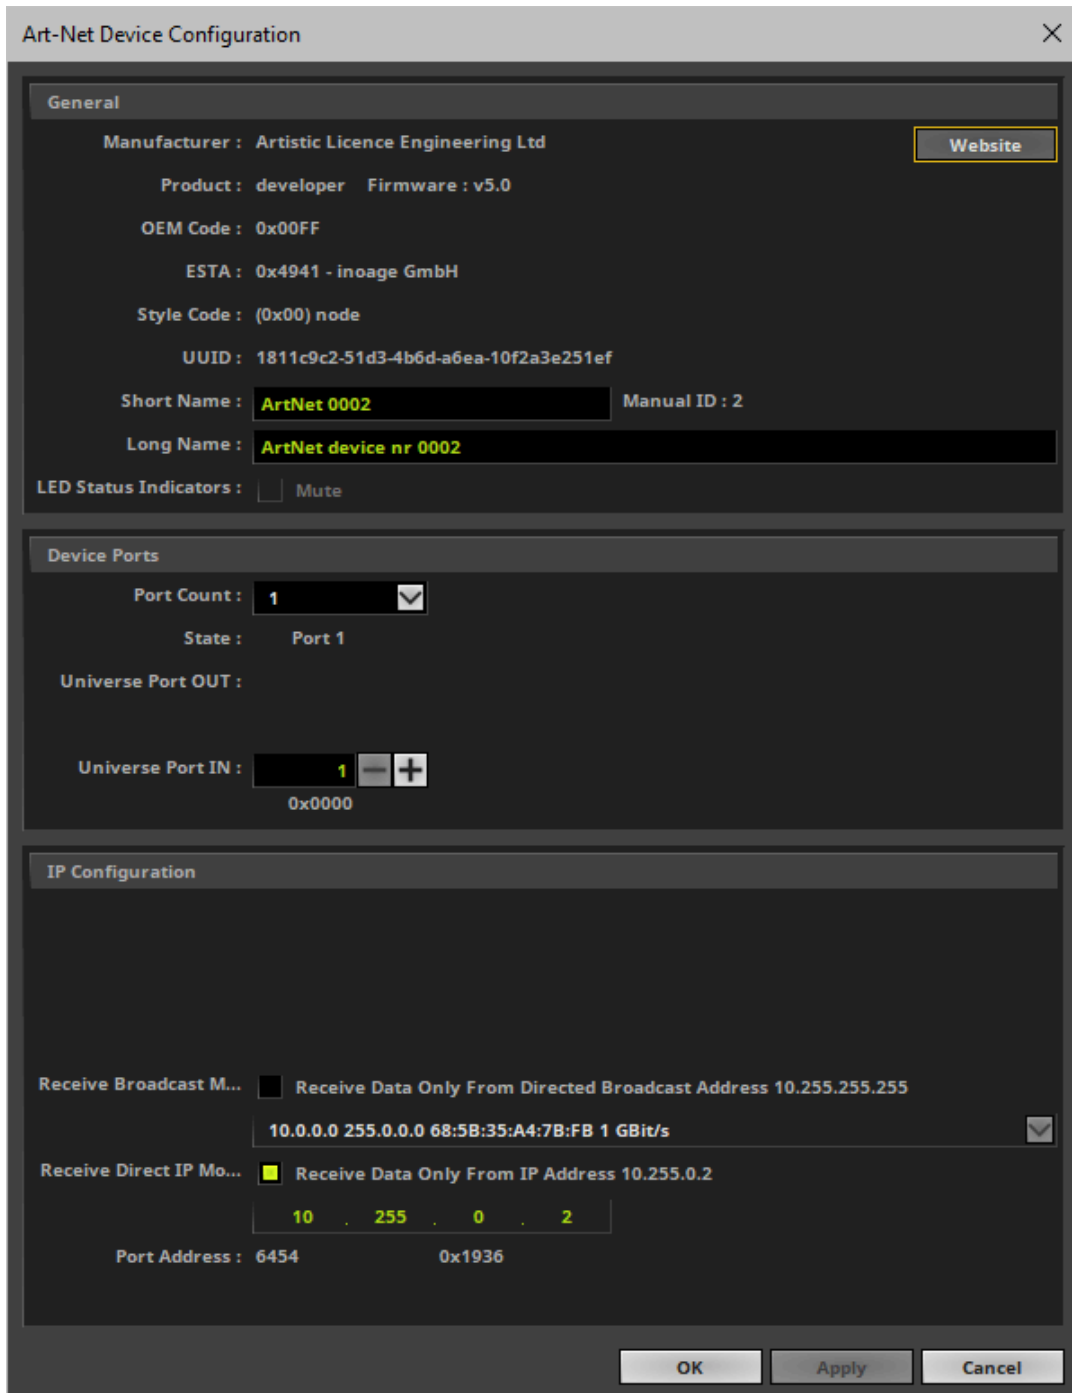 Art-Net Device Configuration
General
Manufacturer : Artistic Licence Engineering Ltd
Website
Product : developer Firmware : v5.0
OEM Code : 0x00FF
ESTA : 0x4941 - inoage GmbH
Style Code : (0x00) node
UUID : 1811c9c2-51d3-4b6d-a6ea-10f2a3e251ef
Short Name : ArtNet 0002 Manual ID : 2
Long Name : ArtNet device nr 0002
LED Status Indicators : Mute
Device Ports
Port Count : 1
State : Port 1
Universe Port OUT :
Universe Port IN : 1
0x0000
IP Configuration
Receive Broadcast M... Receive Data Only From Directed Broadcast Address 10.255.255.255
10.0.0.0 255.0.0.0 68:5B:35:A4:7B:FB 1 GBit/s
Receive Direct IP Mo... Receive Data Only From IP Address 10.255.0.2
10 . 255 . 0 . 2
Port Address : 6454 0x1936
OK Apply Cancel